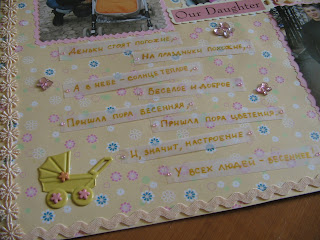 Our Daughter
Деньки стоят погожие,
На праздники похожие,
А в небе - солнце теплое,
Веселое и доброе.
Пришла пора весенняя,
Пришла пора цветения,
И, значит, настроение
У всех людей - весеннее!